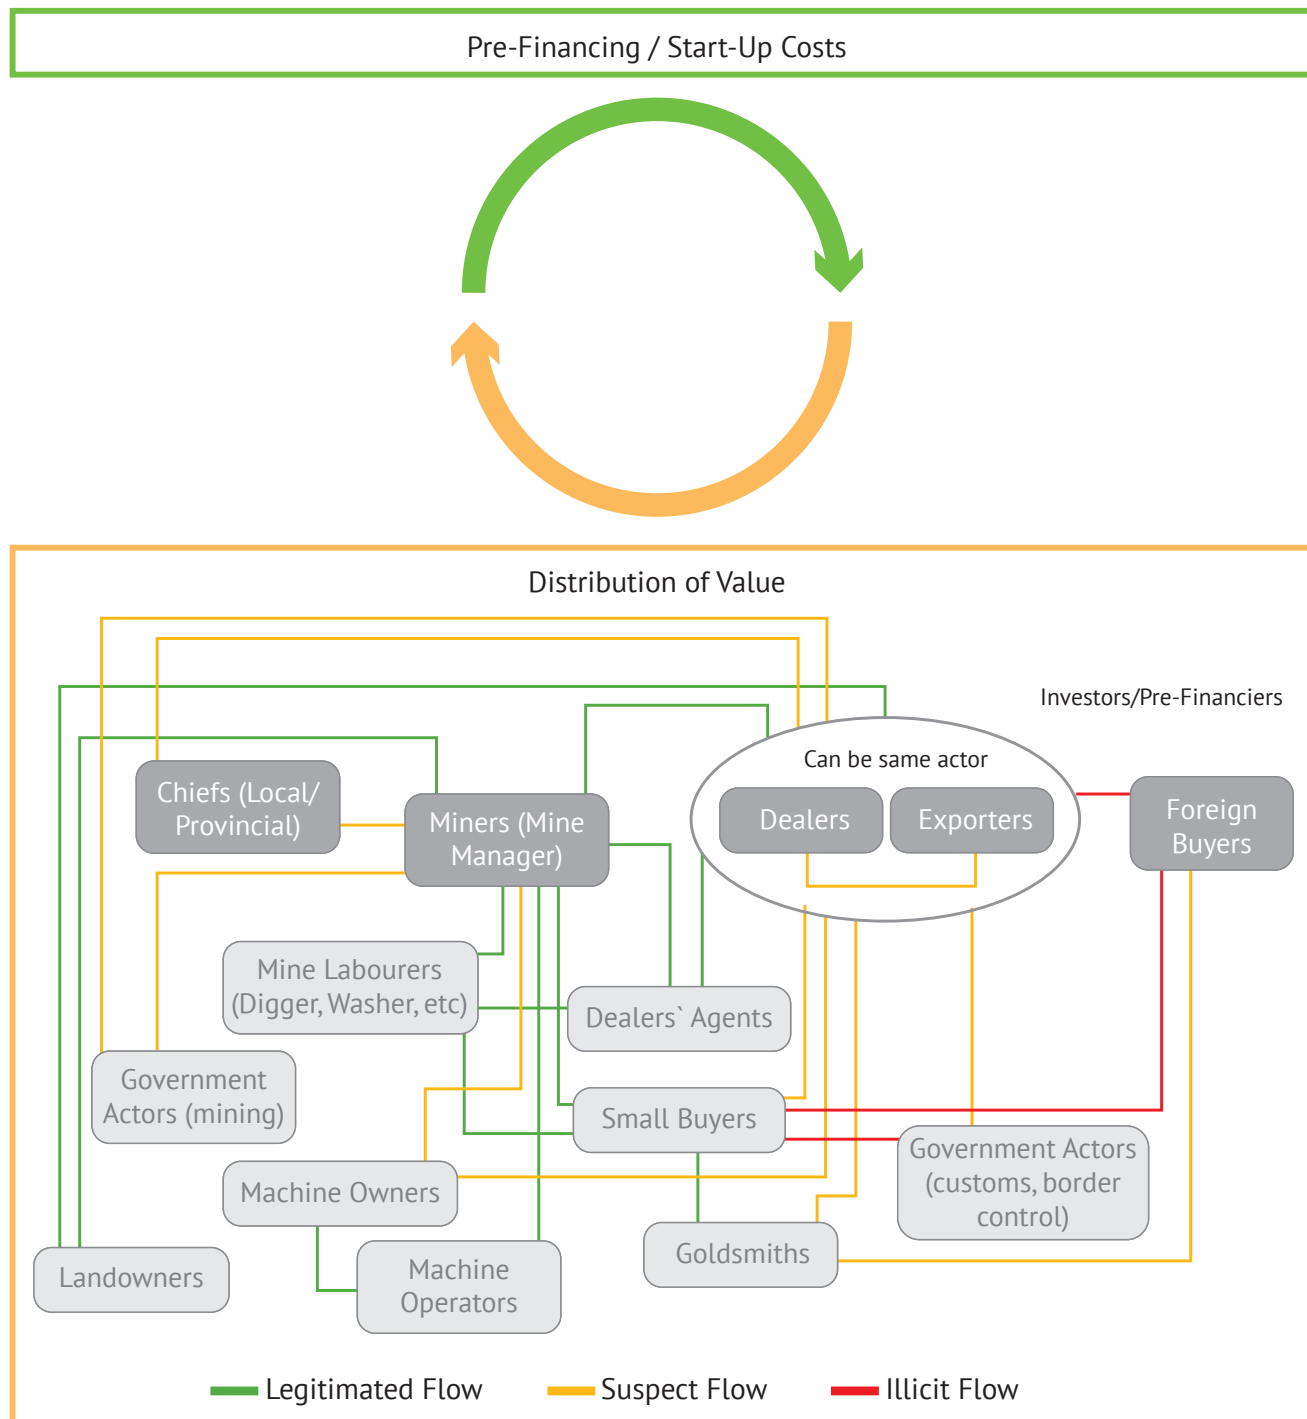 Pre-Financing / Start-Up Costs
Distribution of Value
Investors/Pre-Financiers
Can be same actor
Chiefs (Local/
Provincial)
Miners (Mine
Manager)
Dealers
Exporters
Foreign
Buyers
Mine Labourers
(Digger, Washer, etc)
Dealers` Agents
Government
Actors (mining)
Small Buyers
Government Actors
(customs, border
control)
Machine Owners
Goldsmiths
Landowners
Machine
Operators
Legitimated Flow
Suspect Flow
Illicit Flow